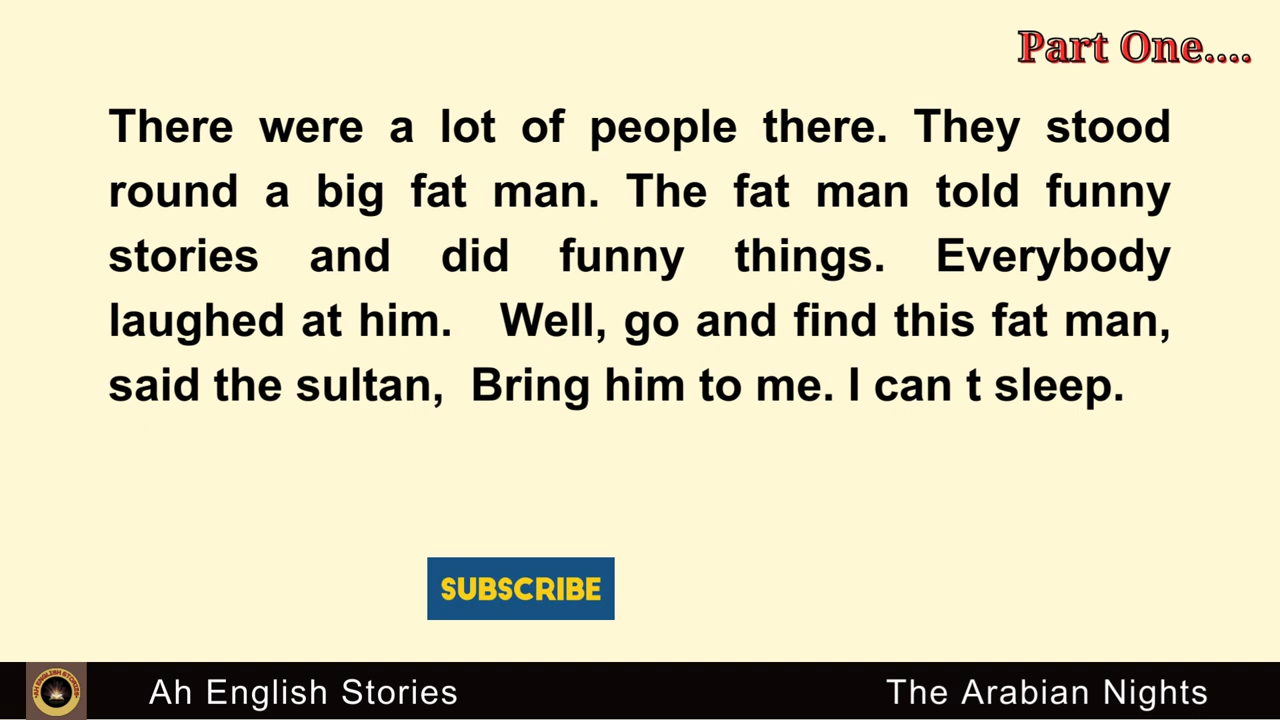 Part One....
There were a lot of people there. They stood
round a big fat man. The fat man told funny
stories and did funny things. Everybody
laughed at him. Well, go and find this fat man,
said the sultan, Bring him to me. I can t sleep.
SUBSCRIBE
Ah English Stories
The Arabian Nights